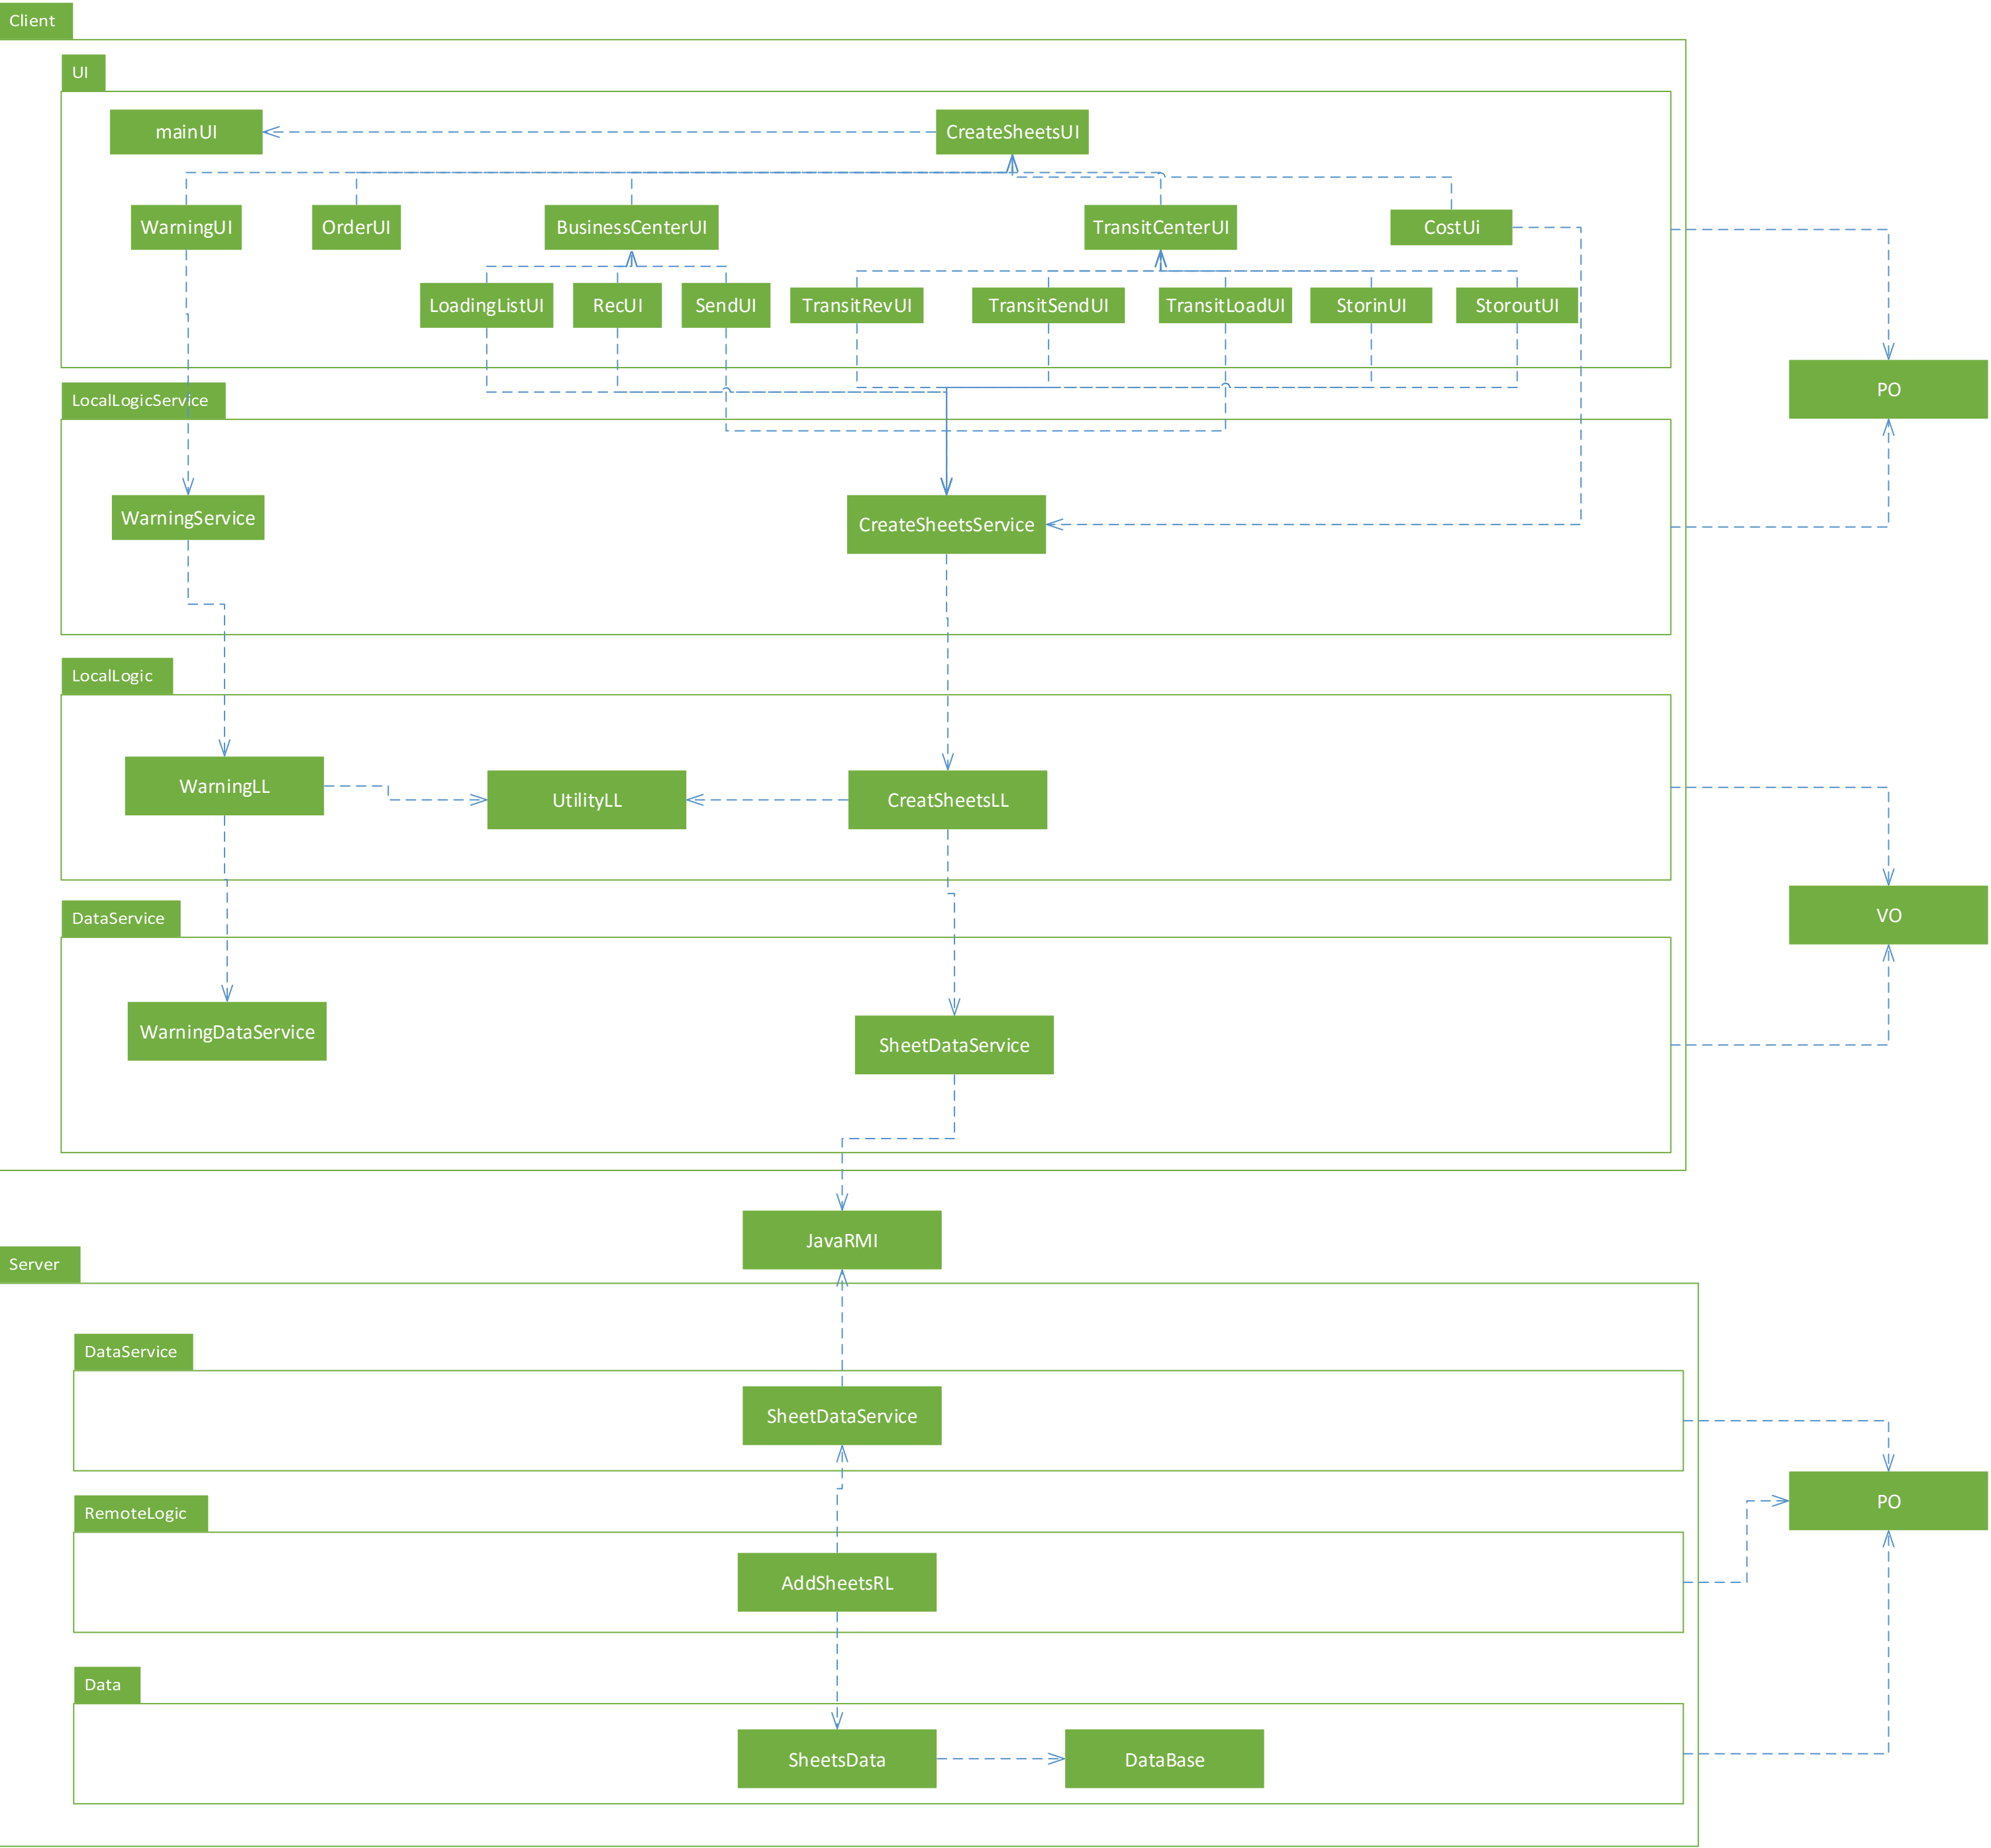 Client
UI
mainUI
CreateSheetsUI
WarningUI
OrderUI
BusinessCenterUI
TransitCenterUI
CostUi
LoadingListUI
RecUI
SendUI
TransitRevUI
TransitSendUI
TransitLoadUI
StorinUI
StoroutUI
PO
LocalLogicService
WarningService
CreateSheetsService
LocalLogic
WarningLL
UtilityLL
CreatSheetsLL
VO
DataService
WarningDataService
SheetDataService
JavaRMI
Server
DataService
SheetDataService
PO
RemoteLogic
AddSheetsRL
Data
SheetsData
DataBase